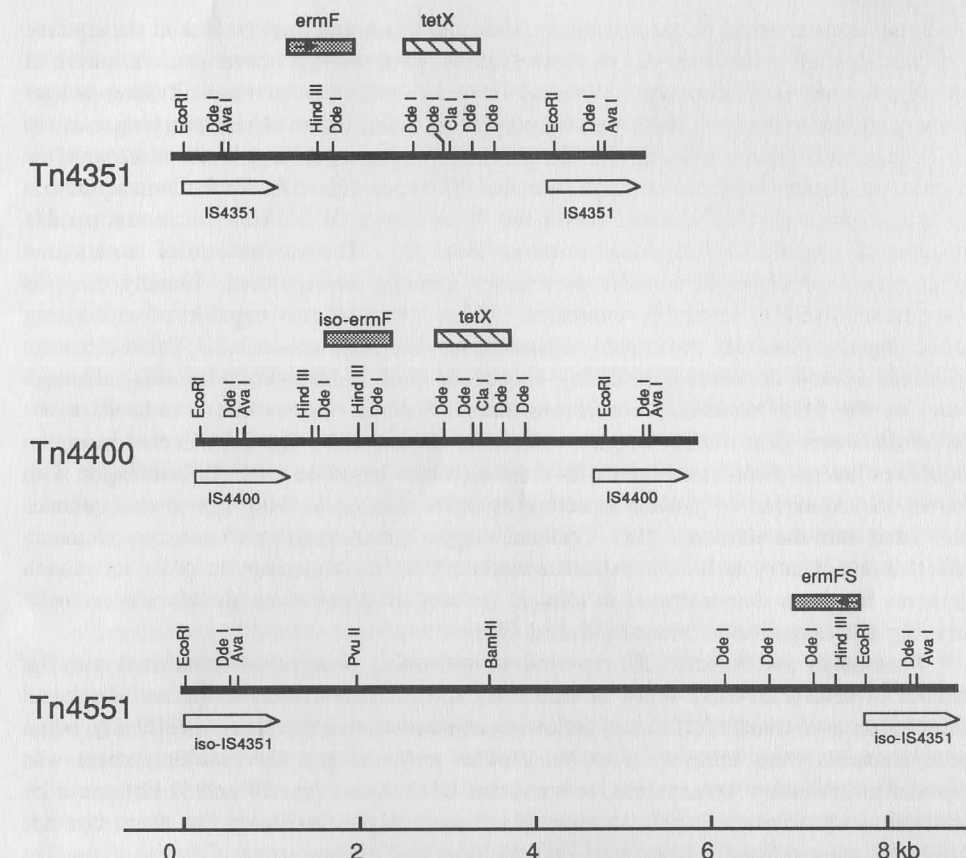 ermF tetX
EcoRI Dde I Ava I Hind III Dde I Dde I Dde I Cla I Dde I Dde I EcoRI Dde I Ava I
Tn4351
IS4351 IS4351
iso-ermF tetX
EcoRI Dde I Ava I Hind III Dde I Hind III Dde I Dde I Dde I Cla I Dde I Dde I EcoRI Dde I Ava I
Tn4400
IS4400 IS4400
ermFS
EcoRI Dde I Ava I Pvu II BamHI Dde I Dde I Dde I Hind III EcoRI Dde I Ava I
Tn4551
iso-IS4351 iso-IS4351
0 2 4 6 8 kb